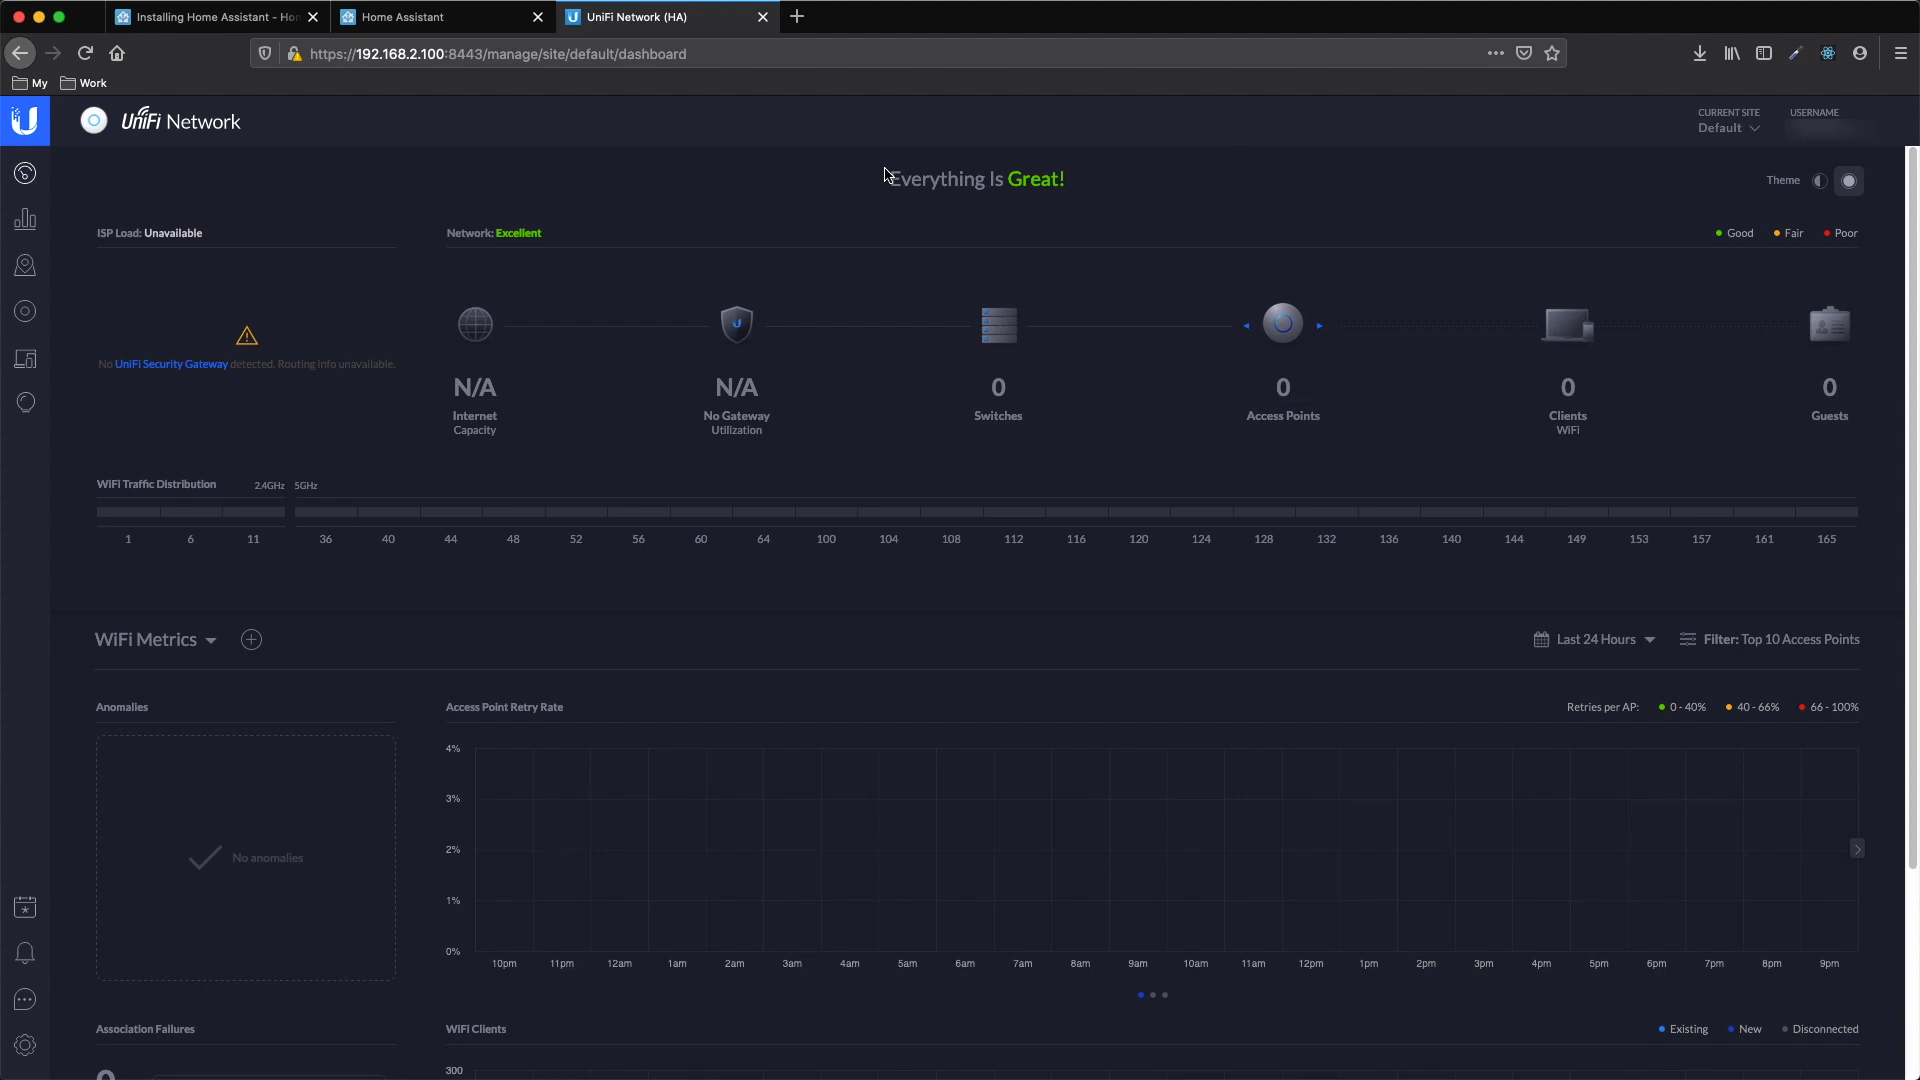 Installing Home Assistant - Hon
Home Assistant
UniFi Network (HA)
https://192.168.2.100:8443/manage/site/default/dashboard
My
Work
UniFi Network
CURRENT SITE
Default
USERNAME
Everything Is Great!
Theme
ISP Load: Unavailable
Network: Excellent
Good
Fair
Poor
No UniFi Security Gateway detected. Routing info unavailable.
N/A
Internet
Capacity
N/A
No Gateway
Utilization
0
Switches
0
Access Points
0
Clients
WiFi
0
Guests
WiFi Traffic Distribution
2.4GHz
5GHz
1 6 11 36 40 44 48 52 56 60 64 100 104 108 112 116 120 124 128 132 136 140 144 149 153 157 161 165
WiFi Metrics
Last 24 Hours
Filter: Top 10 Access Points
Anomalies
No anomalies
Access Point Retry Rate
Retries per AP:
0 - 40%
40 - 66%
66 - 100%
4%
3%
2%
1%
0%
10pm 11pm 12am 1am 2am 3am 4am 5am 6am 7am 8am 9am 10am 11am 12pm 1pm 2pm 3pm 4pm 5pm 6pm 7pm 8pm 9pm
Association Failures
WiFi Clients
Existing
New
Disconnected
300